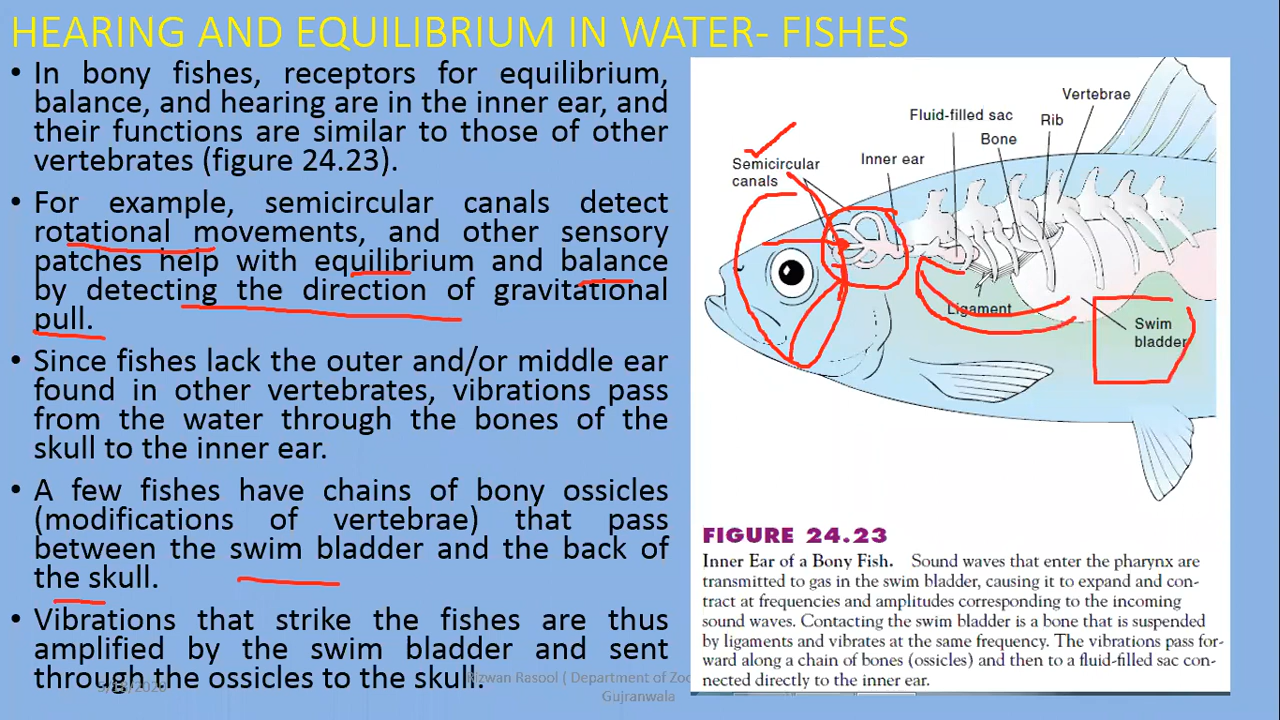 HEARING AND EQUILIBRIUM IN WATER- FISHES
• In bony fishes, receptors for equilibrium,
balance, and hearing are in the inner ear, and
their functions are similar to those of other
vertebrates (figure 24.23).
• For example, semicircular canals detect
rotational movements, and other sensory
patches help with equilibrium and balance
by detecting the direction of gravitational
pull.
• Since fishes lack the outer and/or middle ear
found in other vertebrates, vibrations pass
from the water through the bones of the
skull to the inner ear.
• A few fishes have chains of bony ossicles
(modifications of vertebrae) that pass
between the swim bladder and the back of
the skull.
• Vibrations that strike the fishes are thus
amplified by the swim bladder and sent
through the ossicles to the skull.
Rizwan Rasool ( Department of Zoo
Gujranwala
Vertebrae
Fluid-filled sac
Rib
Bone
Inner ear
Semicircular
canals
Ligament
Swim
bladder
FIGURE 24.23
Inner Ear of a Bony Fish. Sound waves that enter the pharynx are
transmitted to gas in the swim bladder, causing it to expand and con-
tract at frequencies and amplitudes corresponding to the incoming
sound waves. Contacting the swim bladder is a bone that is suspended
by ligaments and vibrates at the same frequency. The vibrations pass for-
ward along a chain of bones (ossicles) and then to a fluid-filled sac con-
nected directly to the inner ear.